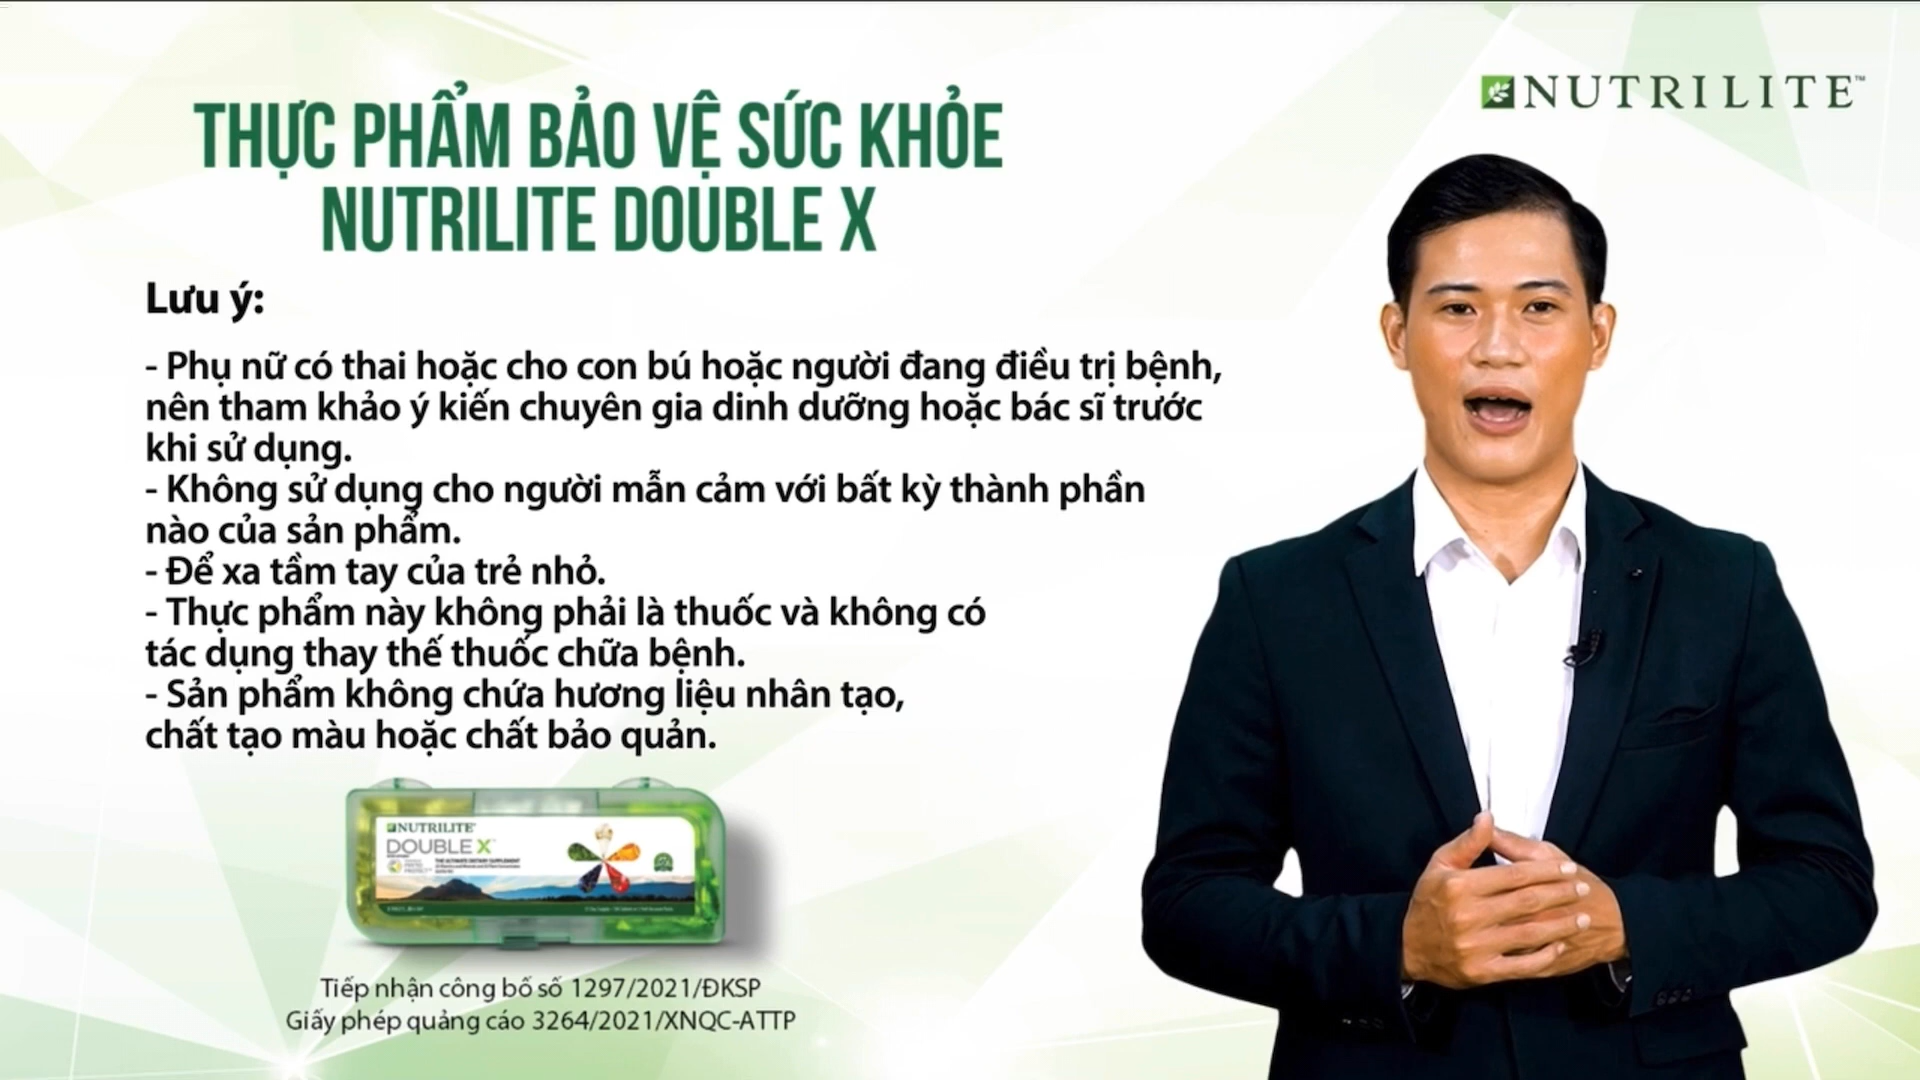 NUTRILITE™
THỰC PHẨM BẢO VỆ SỨC KHỎE
NUTRILITE DOUBLE X
Lưu ý:
- Phụ nữ có thai hoặc cho con bú hoặc người đang điều trị bệnh,
nên tham khảo ý kiến chuyên gia dinh dưỡng hoặc bác sĩ trước
khi sử dụng.
- Không sử dụng cho người mẫn cảm với bất kỳ thành phần
nào của sản phẩm.
- Để xa tầm tay của trẻ nhỏ.
- Thực phẩm này không phải là thuốc và không có
tác dụng thay thế thuốc chữa bệnh.
- Sản phẩm không chứa hương liệu nhân tạo,
chất tạo màu hoặc chất bảo quản.
NUTRILITE
DOUBLE X
THE ULTIMATE DIETARY SUPPLEMENT
Tiếp nhận công bố số 1297/2021/ĐKSP
Giấy phép quảng cáo 3264/2021/XNQC-ATTP